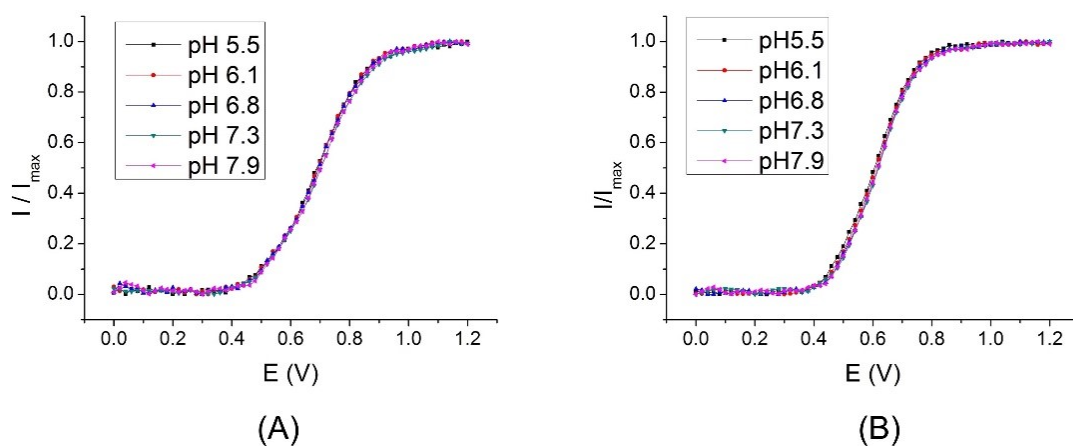 1.0
0.8
0.6
0.4
0.2
0.0
I / Imax
pH 5.5
pH 6.1
pH 6.8
pH 7.3
pH 7.9
0.0 0.2 0.4 0.6 0.8 1.0 1.2
E (V)
(A)
1.0
0.8
0.6
0.4
0.2
0.0
I/Imax
pH5.5
pH6.1
pH6.8
pH7.3
pH7.9
0.0 0.2 0.4 0.6 0.8 1.0 1.2
E (V)
(B)